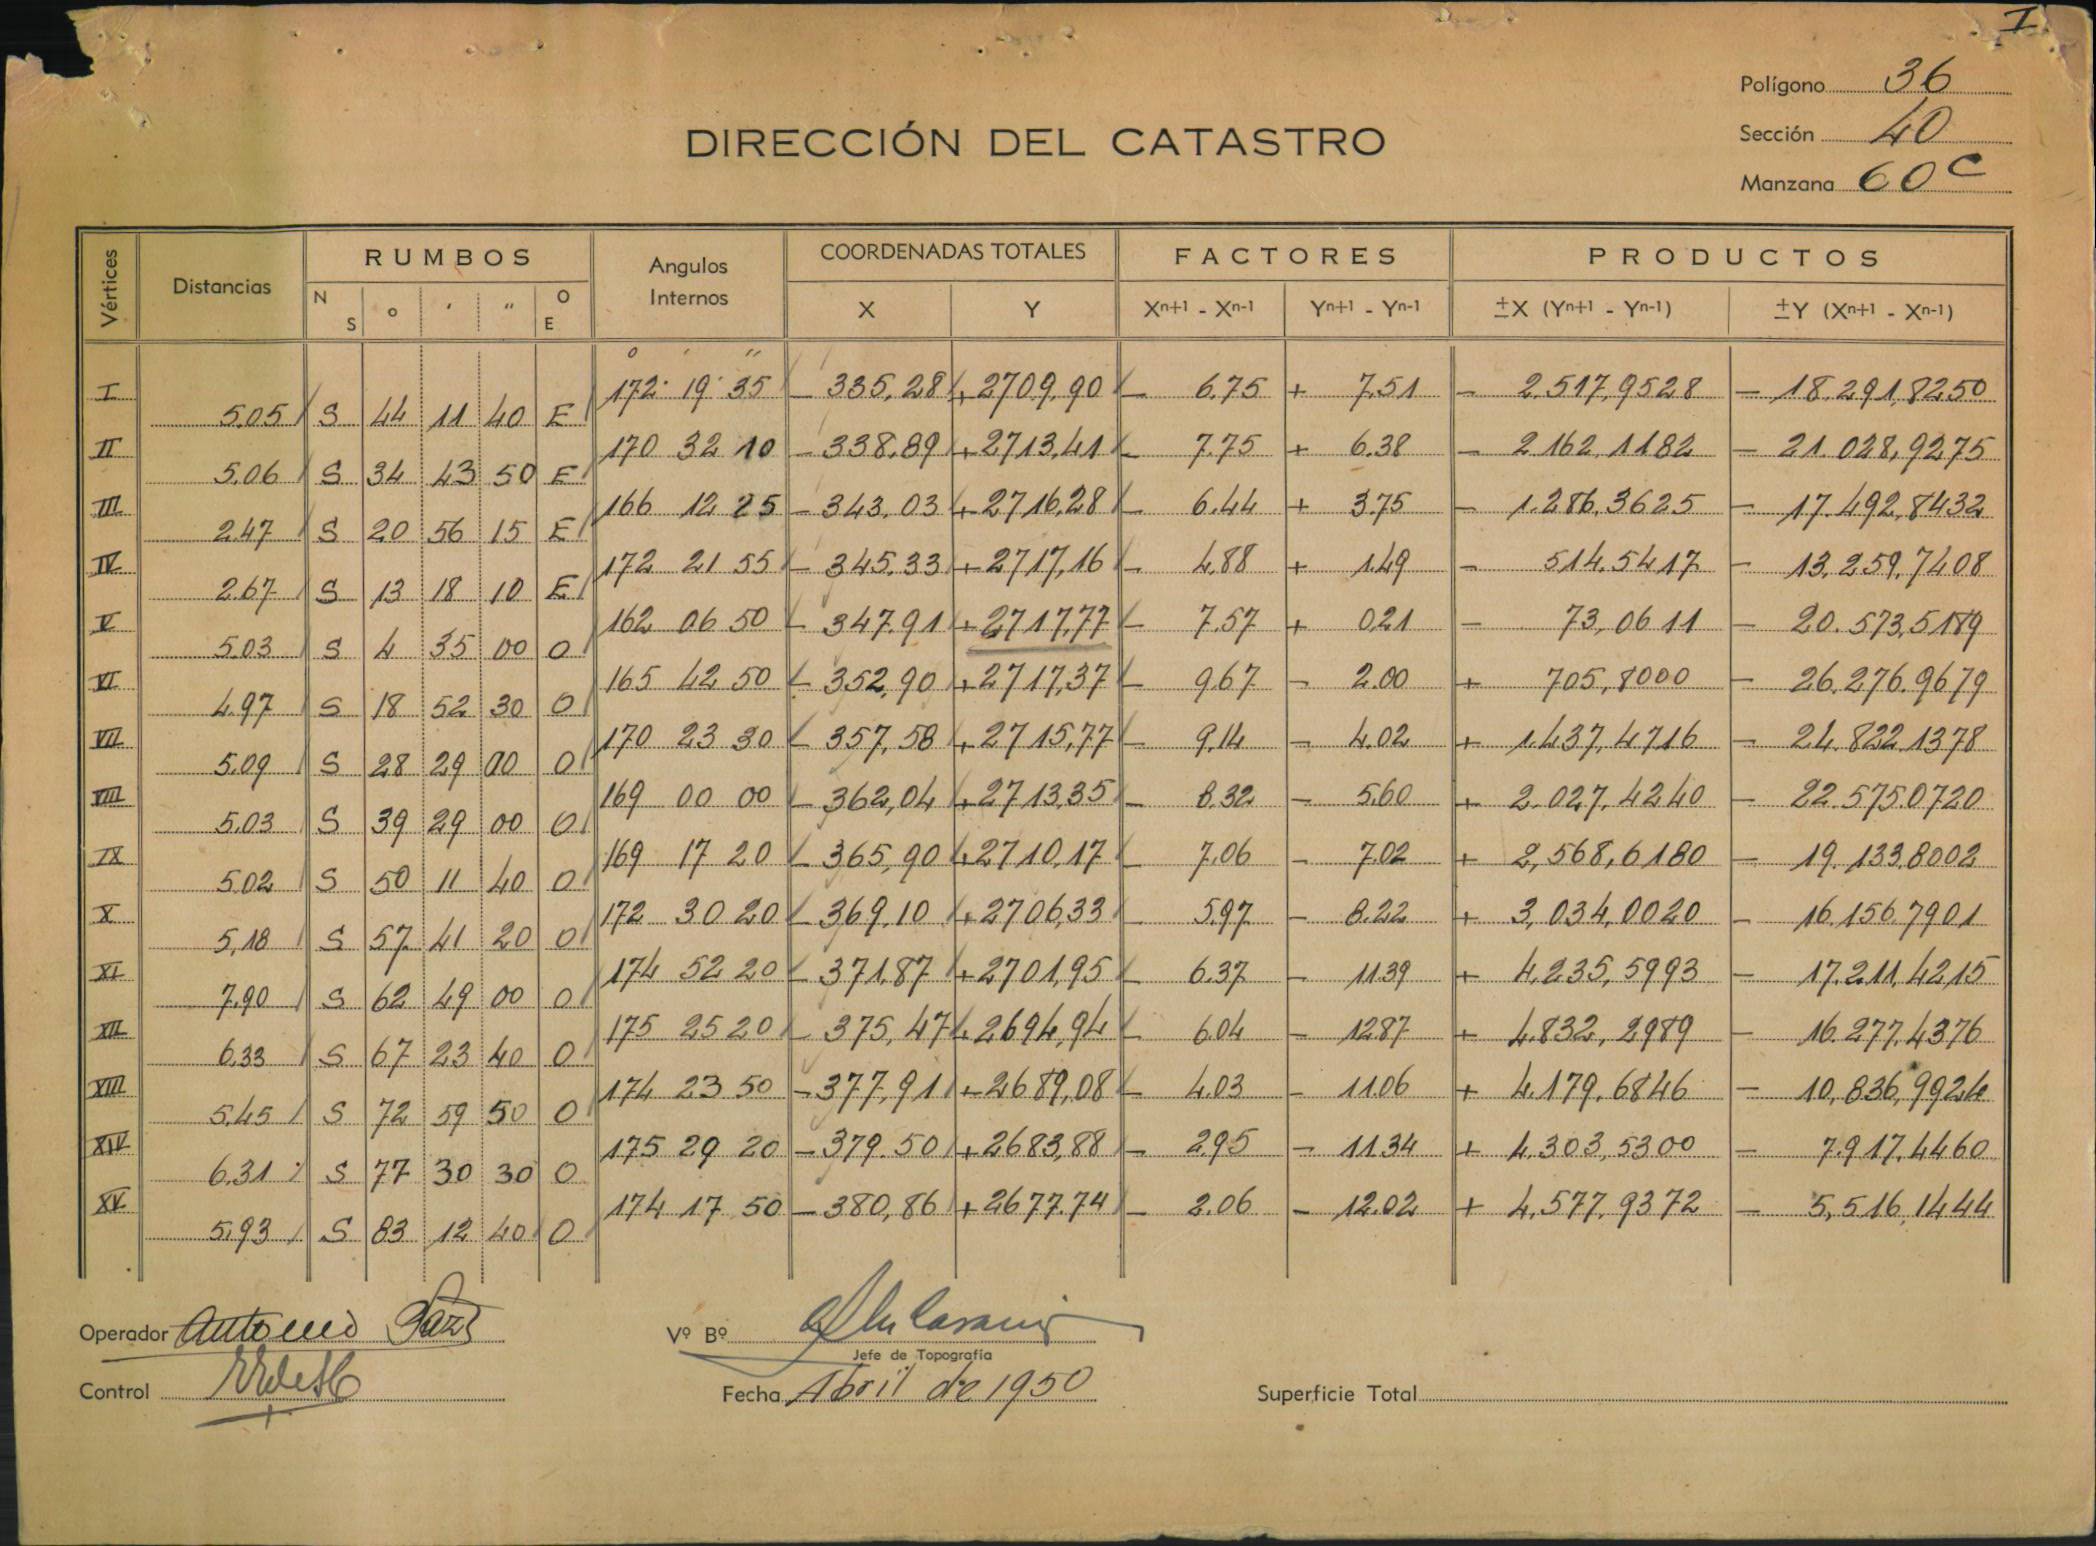 I
Polígono 36
DIRECCIÓN DEL CATASTRO
Sección 40
Manzana 60 C
Vértices Distancias RUMBOS Angulos Internos COORDENADAS TOTALES FACTORES PRODUCTOS
N S o ' " O E X Y Xn+1 - Xn-1 Yn+1 - Yn-1 ±X (Yn+1 - Yn-1) ±Y (Xn+1 - Xn-1)
o ' "
I 172 19 35 - 335,28 + 2709,90 - 6.75 + 7.51 - 2.517,9528 - 18.291,8250
5.05 S 44 11 40 E
II 170 32 10 - 338,89 + 2713,41 - 7.75 + 6.38 - 2162.1182 - 21.028,9275
5.06 S 34 43 50 E
III 166 12 25 - 343.03 + 2716,28 - 6.44 + 3.75 - 1.286,3625 - 17.492,8432
2.47 S 20 56 15 E
IV 172 21 55 - 345.33 + 2717,16 - 4.88 + 1.49 - 514.5417 - 13.259,7408
2.67 S 13 18 10 E
V 162 06 50 - 347.91 + 2717,77 - 7.57 + 0.21 - 73,0611 - 20.573,5189
5.03 S 4 35 00 O
VI 165 42 50 - 352,90 + 2717,37 - 9.67 - 2.00 + 705,8000 - 26.276.9679
4.97 S 18 52 30 O
VII 170 23 30 - 357,58 + 2715,77 - 9.14 - 4.02 + 1.437,4716 - 24.822.1378
5.09 S 28 29 00 O
VIII 169 00 00 - 362,04 + 2713,35 - 8.32 - 5.60 + 2.027,4240 - 22.575.0720
5.03 S 39 29 00 O
IX 169 17 20 - 365,90 + 2710,17 - 7.06 - 7.02 + 2,568,6180 - 19.133.8002
5.02 S 50 11 40 O
X 172 30 20 - 369,10 + 2706,33 - 5.97 - 8.22 + 3,034,0020 - 16.156.7901
5,18 S 57 41 20 O
XI 174 52 20 - 371,87 + 2701,95 - 6.37 - 11.39 + 4.235,5993 - 17.211,4215
7.90 S 62 49 00 O
XII 175 25 20 - 375,47 + 2694,94 - 6.04 - 12.87 + 4.832,2989 - 16.277.4376
6.33 S 67 23 40 O
XIII 174 23 50 - 377,91 + 2689,08 - 4.03 - 11.06 + 4.179.6846 - 10,836,9924
5.45 S 72 59 50 O
XIV 175 29 20 - 379.50 + 2683,88 - 2.95 - 11.34 + 4.303,5300 - 7.917.4460
6.31 S 77 30 30 O
XV 174 17 50 - 380,86 + 2677.74 - 2.06 - 12.02 + 4.577.9372 - 5,516,1444
5.93 S 83 12 40 O
Operador Antonio Vº Bº
Jefe de Topografía
Control Fecha Abril de 1950 Superficie Total